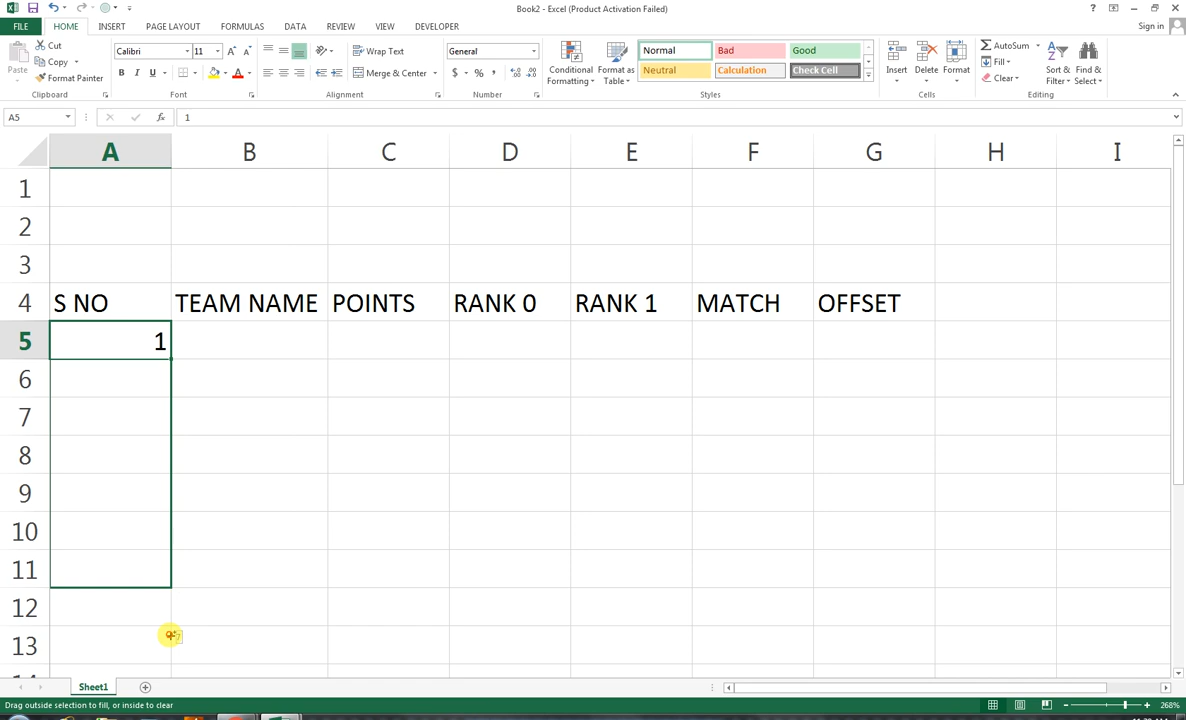 Book2 - Excel (Product Activation Failed)
FILE HOME INSERT PAGE LAYOUT FORMULAS DATA REVIEW VIEW DEVELOPER Sign in
Paste
Cut
Copy
Format Painter
Clipboard
Calibri 11
B I U
Font
Wrap Text
Merge & Center
Alignment
General
$ %
Number
Conditional Formatting
Format as Table
Normal Bad Good
Neutral Calculation Check Cell
Styles
Insert Delete Format
Cells
AutoSum
Fill
Clear
Sort & Filter
Find & Select
Editing
A5 fx 1
A B C D E F G H I
1
2
3
4 S NO TEAM NAME POINTS RANK 0 RANK 1 MATCH OFFSET
5 1
6
7
8
9
10
11
12
13
Sheet1
Drag outside selection to fill, or inside to clear 268%